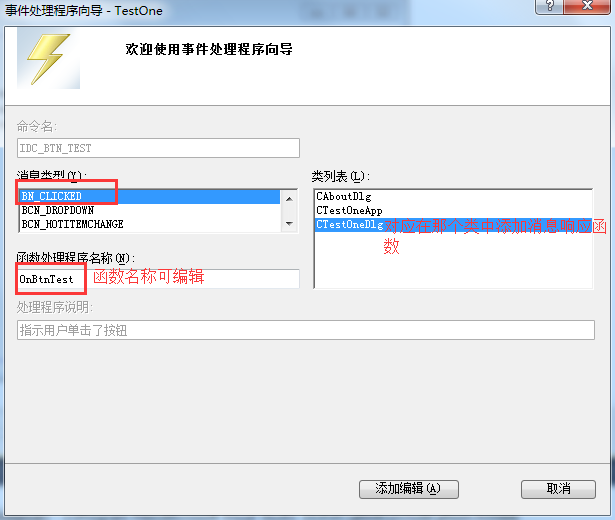 事件处理程序向导 - TestOne
欢迎使用事件处理程序向导
命令名:
IDC_BTN_TEST
消息类型(Y):
BN_CLICKED
BCN_DROPDOWN
BCN_HOTITEMCHANGE
类列表(L):
CAboutDlg
CTestOneApp
CTestOneDlg
对应在那个类中添加消息响应函
数
函数处理程序名称(N):
OnBtnTest
函数名称可编辑
处理程序说明:
指示用户单击了按钮
添加编辑(A)
取消